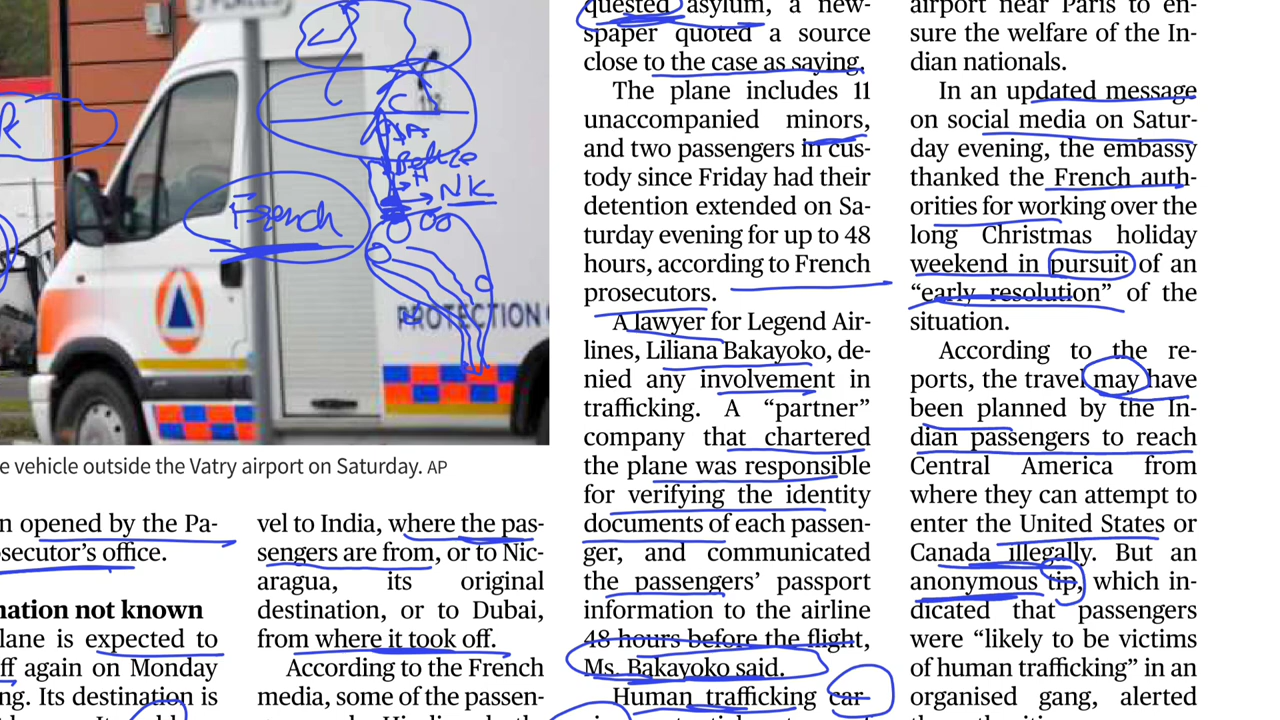 French
C
Belize
H
NK
PROTECTION
e vehicle outside the Vatry airport on Saturday. AP
n opened by the Pa-
secutor's office.
nation not known
lane is expected to
ff again on Monday
ng. Its destination is
vel to India, where the pas-
sengers are from, or to Nic-
aragua, its original
destination, or to Dubai,
from where it took off.
According to the French
media, some of the passen-
quested asylum, a new-
spaper quoted a source
close to the case as saying.
The plane includes 11
unaccompanied minors,
and two passengers in cus-
tody since Friday had their
detention extended on Sa-
turday evening for up to 48
hours, according to French
prosecutors.
A lawyer for Legend Air-
lines, Liliana Bakayoko, de-
nied any involvement in
trafficking. A “partner”
company that chartered
the plane was responsible
for verifying the identity
documents of each passen-
ger, and communicated
the passengers’ passport
information to the airline
48 hours before the flight,
Ms. Bakayoko said.
Human trafficking car-
airport near Paris to en-
sure the welfare of the In-
dian nationals.
In an updated message
on social media on Satur-
day evening, the embassy
thanked the French auth-
orities for working over the
long Christmas holiday
weekend in pursuit of an
“early resolution” of the
situation.
According to the re-
ports, the travel may have
been planned by the In-
dian passengers to reach
Central America from
where they can attempt to
enter the United States or
Canada illegally. But an
anonymous tip, which in-
dicated that passengers
were “likely to be victims
of human trafficking” in an
organised gang, alerted